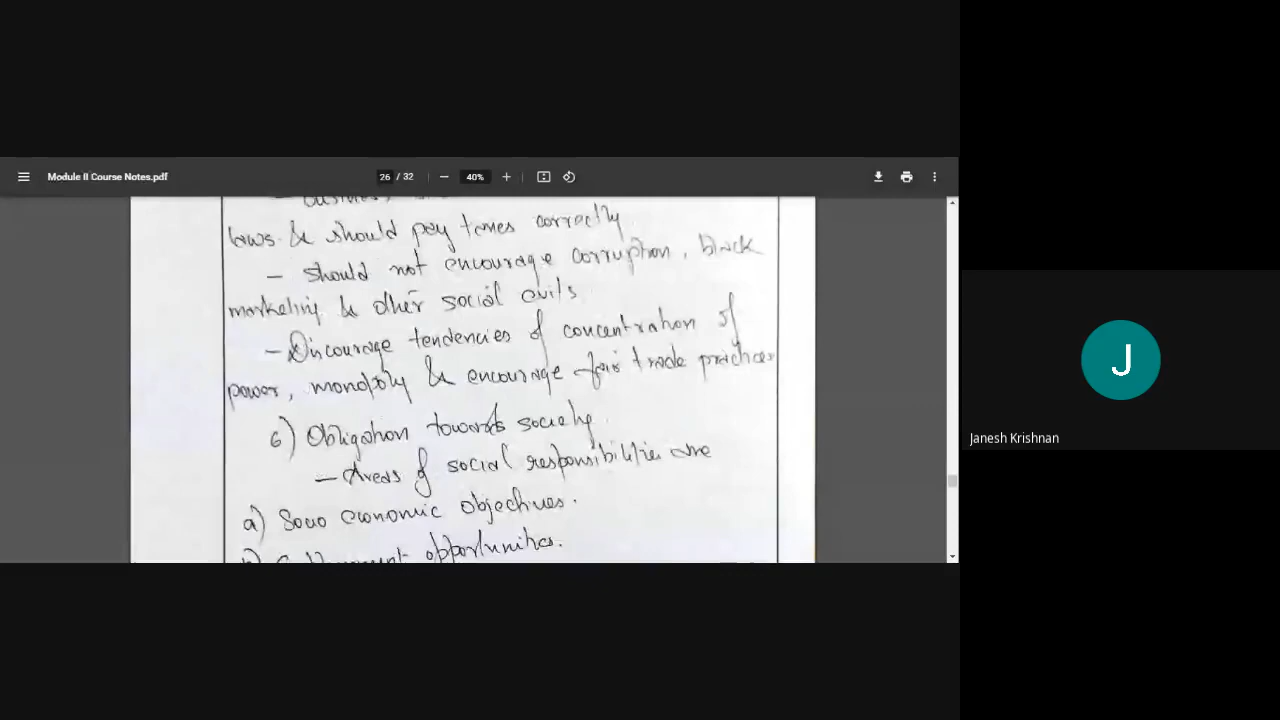 Module II Course Notes.pdf
26 / 32
40%
laws & should pay taxes correctly
- should not encourage corruption, black
marketing & other social evils
- Discourage tendencies of concentration of
power, monopoly & encourage fair trade practices
6) Obligation towards society
- Areas of social responsibilities are
a) Socio economic objectives.
opportunities.
J
Janesh Krishnan